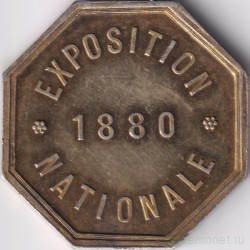 EXPOSITION
* 1880 *
NATIONALE